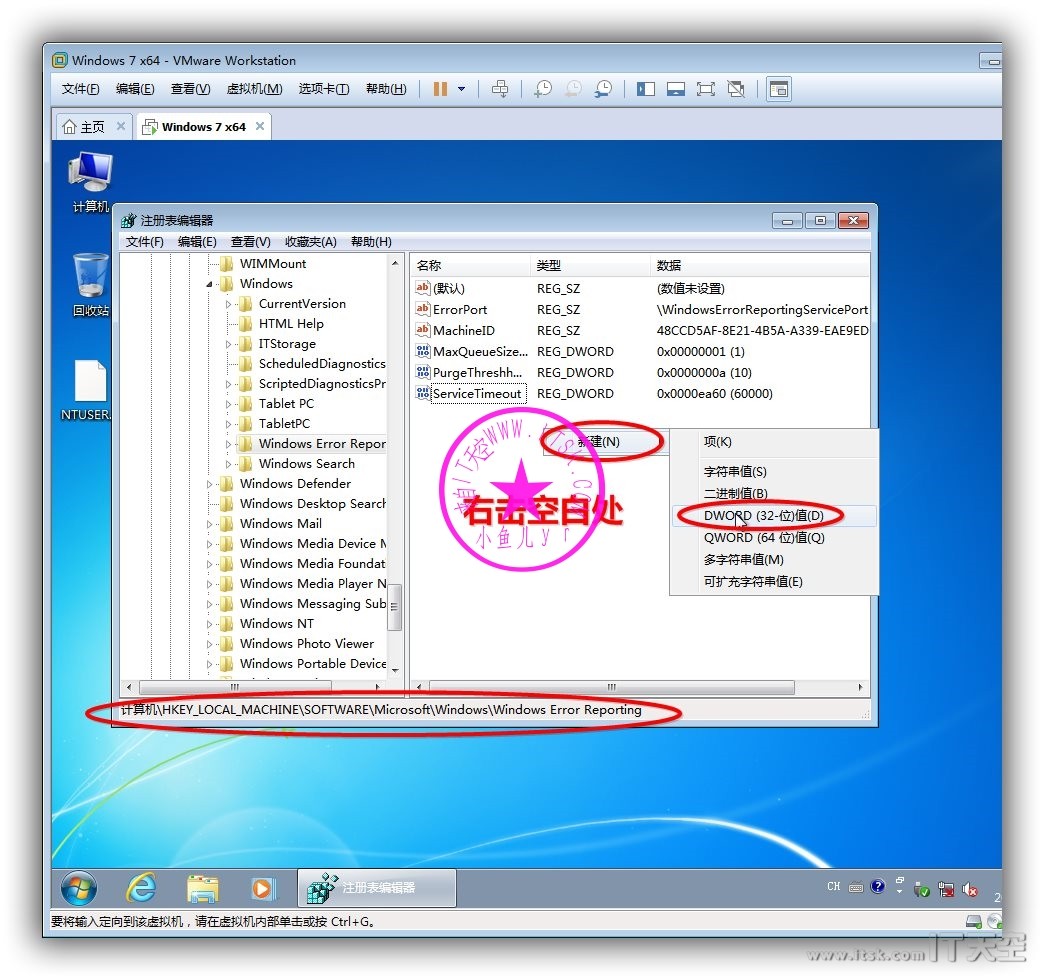 Windows 7 x64 - VMware Workstation
文件(F) 编辑(E) 查看(V) 虚拟机(M) 选项卡(T) 帮助(H)
主页 Windows 7 x64
计算机
回收站
NTUSER.
注册表编辑器
文件(F) 编辑(E) 查看(V) 收藏夹(A) 帮助(H)
WIMMount
Windows
CurrentVersion
HTML Help
ITStorage
ScheduledDiagnostics
ScriptedDiagnosticsPr
Tablet PC
TabletPC
Windows Error Repor
Windows Search
Windows Defender
Windows Desktop Search
Windows Mail
Windows Media Device M
Windows Media Foundat
Windows Media Player N
Windows Messaging Sub
Windows NT
Windows Photo Viewer
Windows Portable Device
名称 类型 数据
(默认) REG_SZ (数值未设置)
ErrorPort REG_SZ \WindowsErrorReportingServicePort
MachineID REG_SZ 48CCD5AF-8E21-4B5A-A339-EAE9ED
MaxQueueSize... REG_DWORD 0x00000001 (1)
PurgeThreshh... REG_DWORD 0x0000000a (10)
ServiceTimeout REG_DWORD 0x0000ea60 (60000)
新建(N)
项(K)
字符串值(S)
二进制值(B)
DWORD (32-位)值(D)
QWORD (64 位)值(Q)
多字符串值(M)
可扩充字符串值(E)
右击空白处
IT天空WWW.ITSK.COM
小鱼儿yr
计算机\HKEY_LOCAL_MACHINE\SOFTWARE\Microsoft\Windows\Windows Error Reporting
注册表编辑器
CH
2
要将输入定向到该虚拟机，请在虚拟机内部单击或按 Ctrl+G。
www.itsk.com IT天空